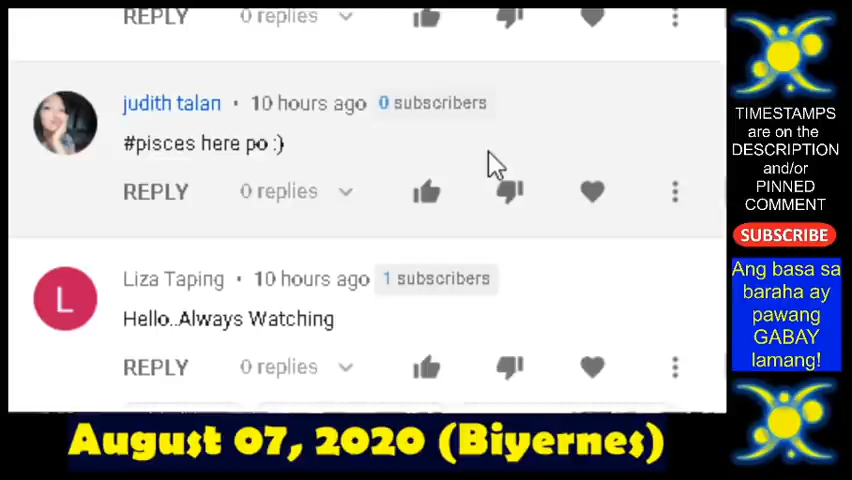 REPLY 0 replies
judith talan • 10 hours ago 0 subscribers
#pisces here po :)
REPLY 0 replies
L
Liza Taping • 10 hours ago 1 subscribers
Hello..Always Watching
REPLY 0 replies
TIMESTAMPS
are on the
DESCRIPTION
and/or
PINNED
COMMENT
SUBSCRIBE
Ang basa sa
baraha ay
pawang
GABAY
lamang!
August 07, 2020 (Biyernes)